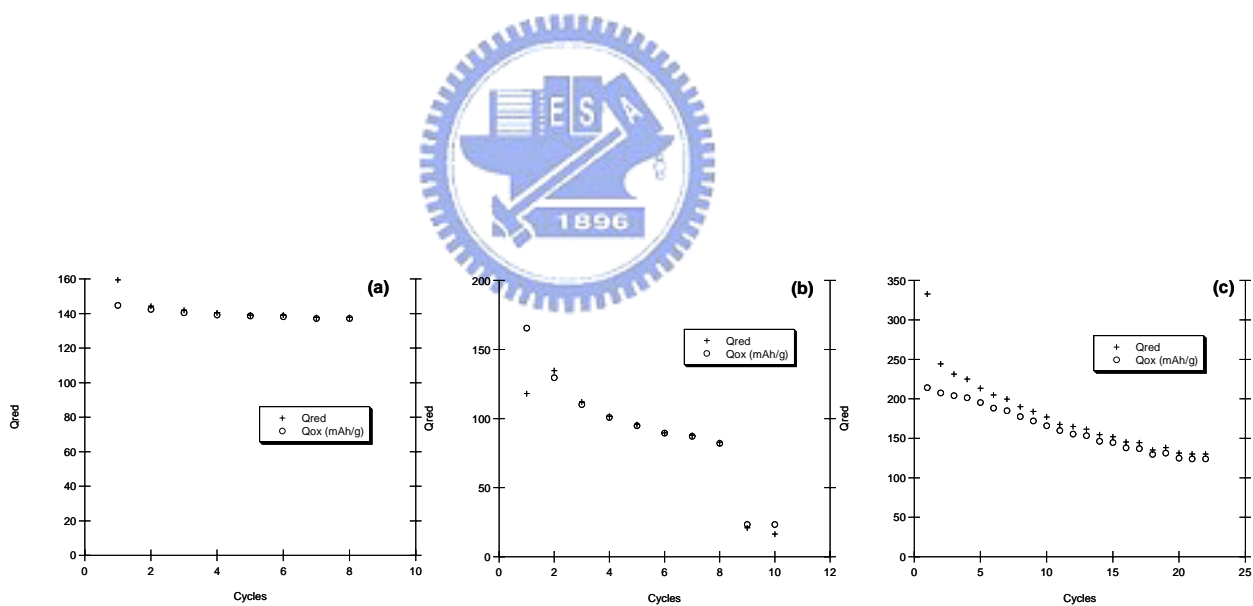 E S A
1896
(a)
160
140
120
100
80
60
40
20
0
Qred
+ Qred
o Qox (mAh/g)
0 2 4 6 8 10
Cycles
(b)
200
150
100
50
0
Qred
+ Qred
o Qox (mAh/g)
0 2 4 6 8 10 12
Cycles
(c)
350
300
250
200
150
100
50
0
Qred
+ Qred
o Qox (mAh/g)
0 5 10 15 20 25
Cycles